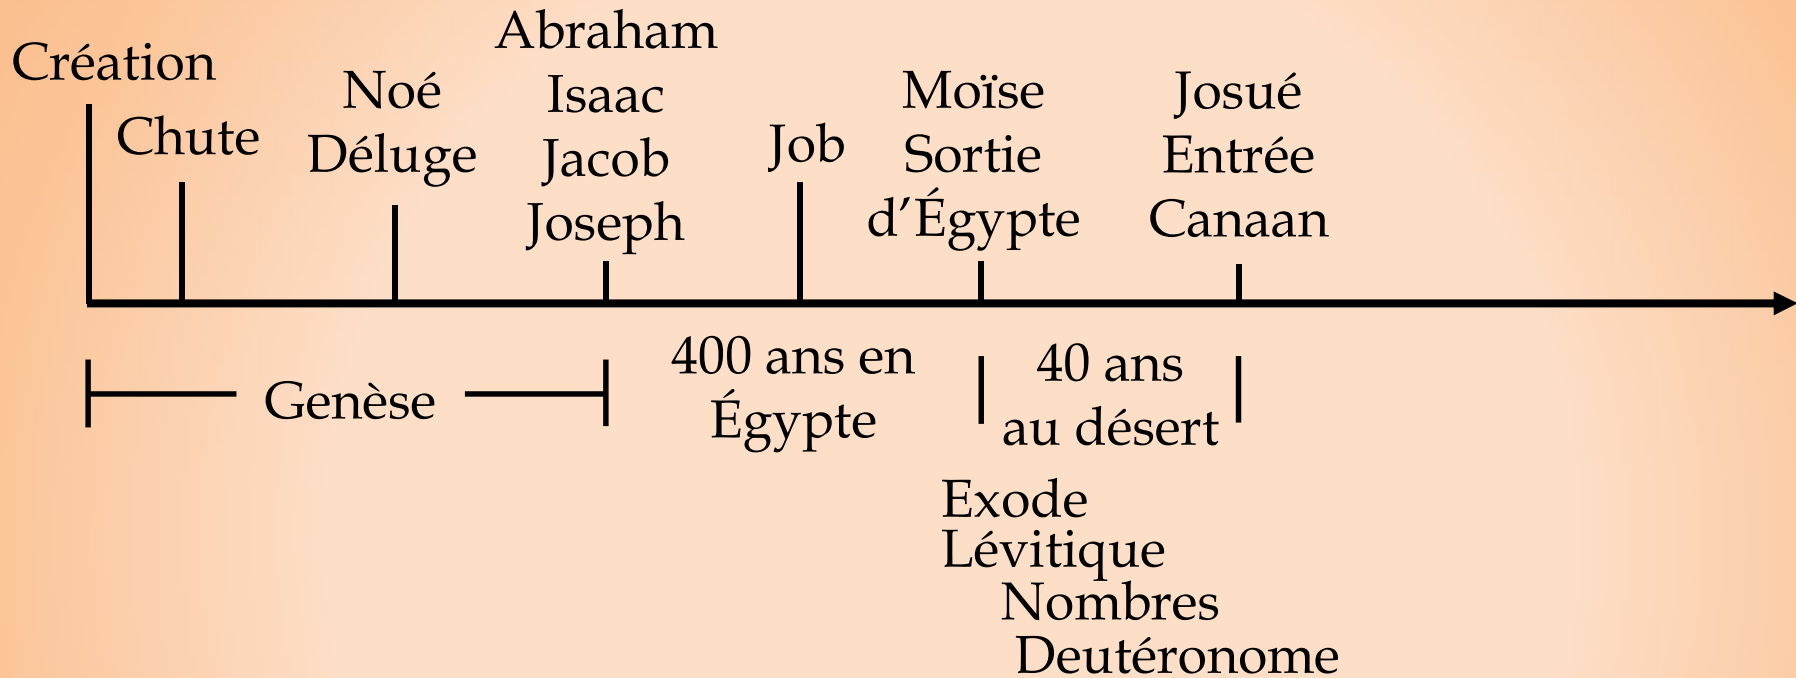 Création
Chute
Noé
Déluge
Abraham
Isaac
Jacob
Joseph
Job
Moïse
Sortie
d’Égypte
Josué
Entrée
Canaan
Genèse
400 ans en
Égypte
40 ans
au désert
Exode
Lévitique
Nombres
Deutéronome